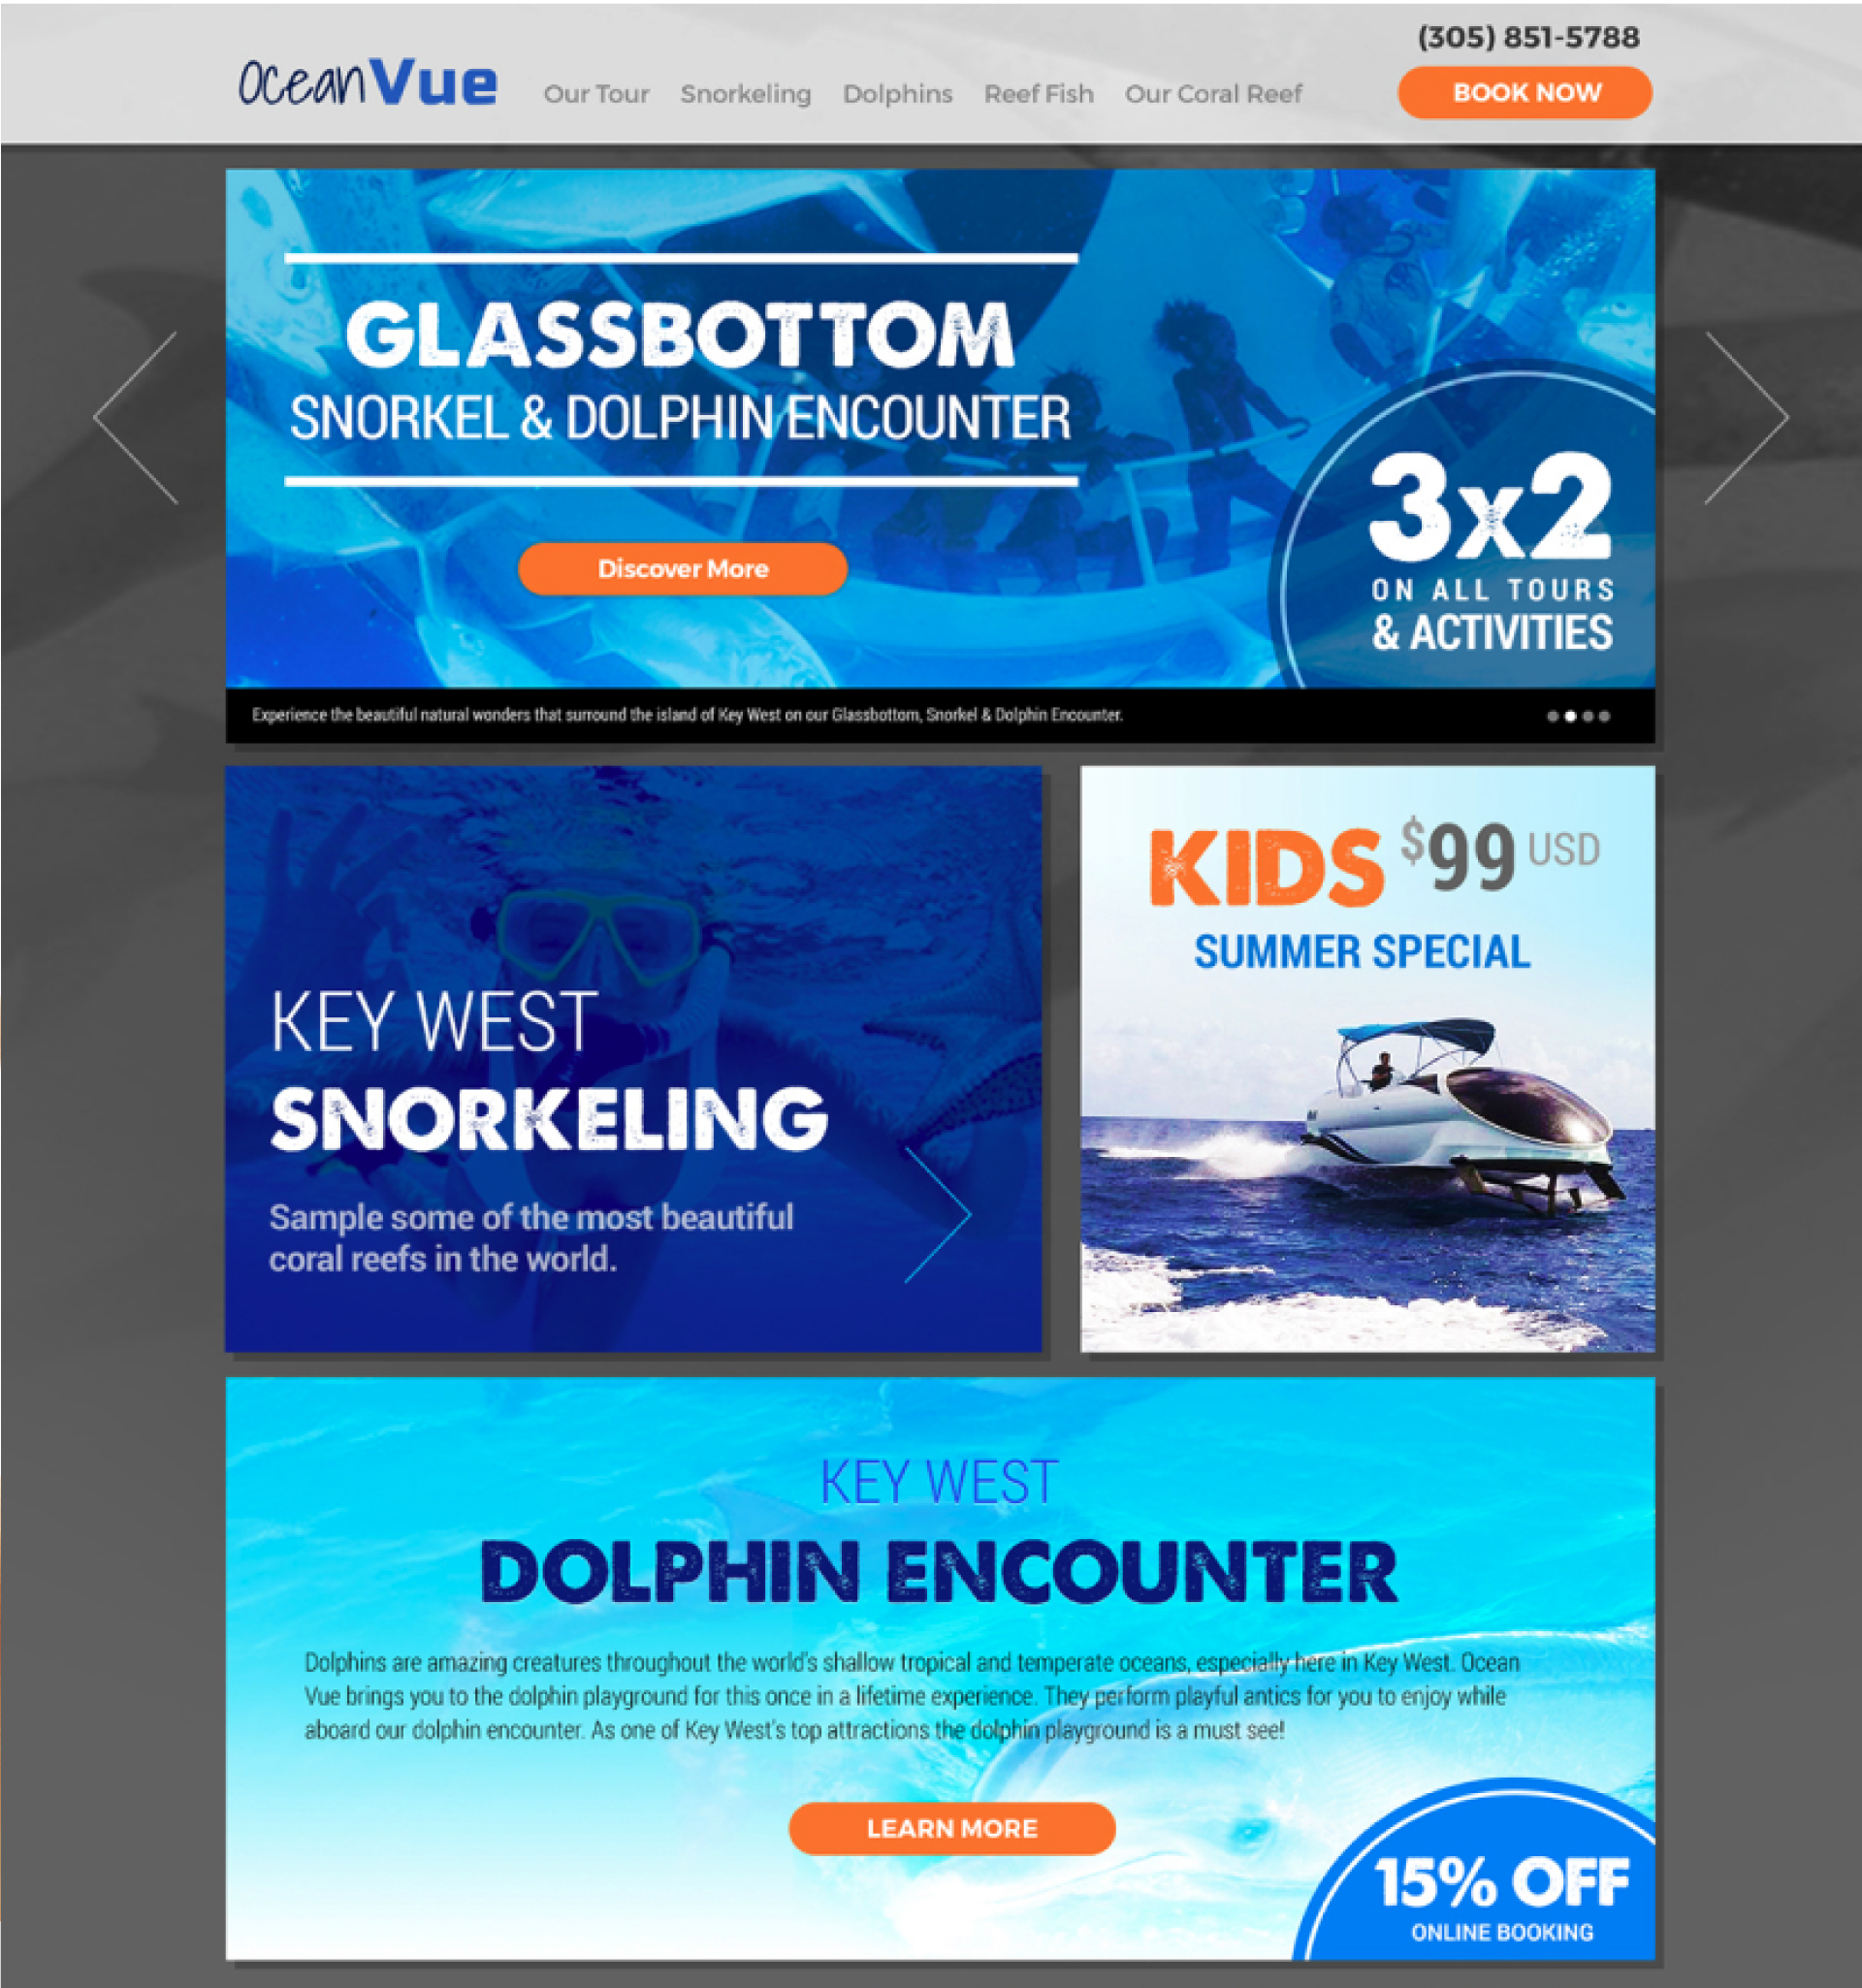 (305) 851-5788
OceanVue
Our Tour Snorkeling Dolphins Reef Fish Our Coral Reef
BOOK NOW
GLASSBOTTOM
SNORKEL & DOLPHIN ENCOUNTER
Discover More
3x2
ON ALL TOURS
& ACTIVITIES
Experience the beautiful natural wonders that surround the island of Key West on our Glassbottom, Snorkel & Dolphin Encounter.
KEY WEST
SNORKELING
Sample some of the most beautiful
coral reefs in the world.
KIDS $99 USD
SUMMER SPECIAL
KEY WEST
DOLPHIN ENCOUNTER
Dolphins are amazing creatures throughout the world's shallow tropical and temperate oceans, especially here in Key West. Ocean
Vue brings you to the dolphin playground for this once in a lifetime experience. They perform playful antics for you to enjoy while
aboard our dolphin encounter. As one of Key West's top attractions the dolphin playground is a must see!
LEARN MORE
15% OFF
ONLINE BOOKING